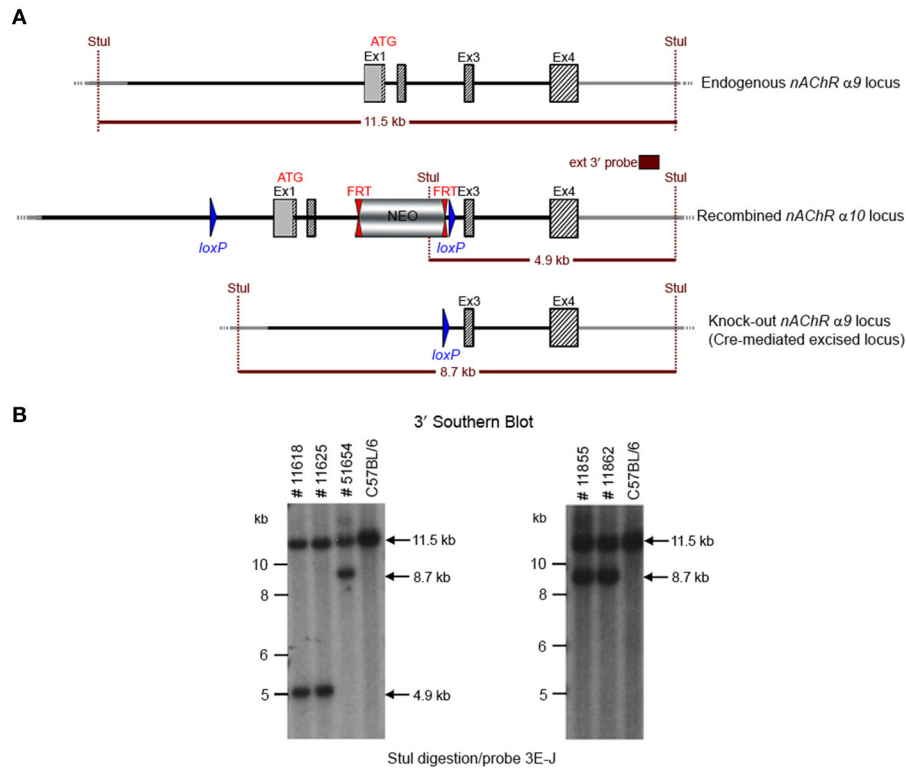 A
StuI
ATG
StuI
Ex1
Ex3
Ex4
Endogenous nAChR α9 locus
11.5 kb
ext 3′ probe
ATG
StuI
StuI
Ex1
FRT
FRT
Ex3
Ex4
NEO
Recombined nAChR α10 locus
loxP
loxP
4.9 kb
StuI
StuI
Ex3
Ex4
Knock-out nAChR α9 locus
(Cre-mediated excised locus)
loxP
8.7 kb
B
3′ Southern Blot
# 11618
# 11625
# 51654
C57BL/6
kb
11.5 kb
10
8.7 kb
8
6
5
4.9 kb
# 11855
# 11862
C57BL/6
kb
11.5 kb
10
8.7 kb
8
6
5
StuI digestion/probe 3E-J